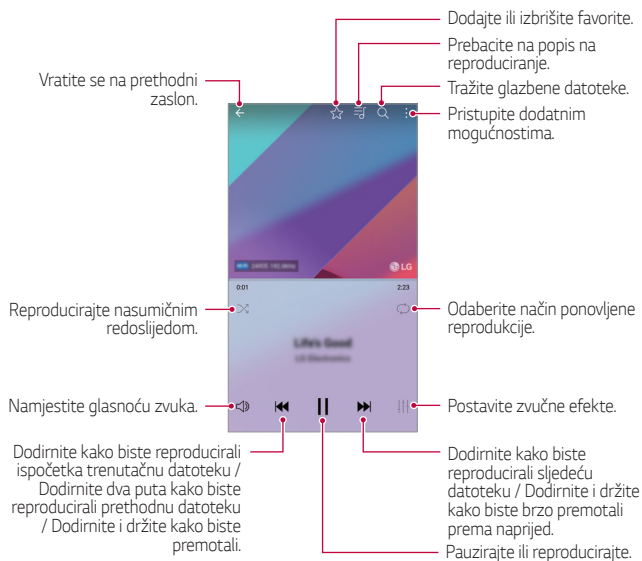 Dodajte ili izbrišite favorite.
Prebacite na popis na
reproduciranje.
Tražite glazbene datoteke.
Pristupite dodatnim
mogućnostima.
Vratite se na prethodni
zaslon.
LG
0:01
2:23
Reproducirajte nasumičnim
redoslijedom.
Odaberite način ponovljene
reprodukcije.
Life's Good
LG Electronics
Namjestite glasnoću zvuka.
Postavite zvučne efekte.
Dodirnite kako biste reproducirali
ispočetka trenutačnu datoteku /
Dodirnite dva puta kako biste
reproducirali prethodnu datoteku
/ Dodirnite i držite kako biste
premotali.
Dodirnite kako biste
reproducirali sljedeću
datoteku / Dodirnite i držite
kako biste brzo premotali
prema naprijed.
Pauzirajte ili reproducirajte.